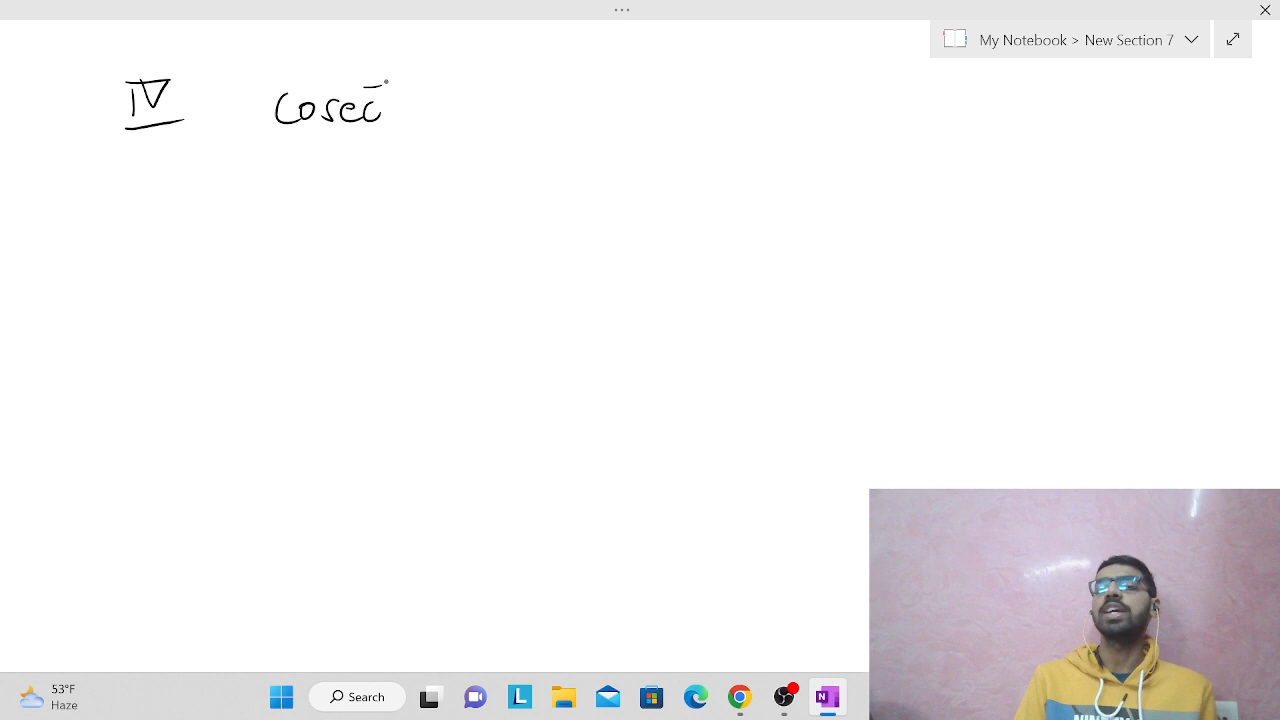 My Notebook > New Section 7
IV cosec⁻
53°F
Haze
Search